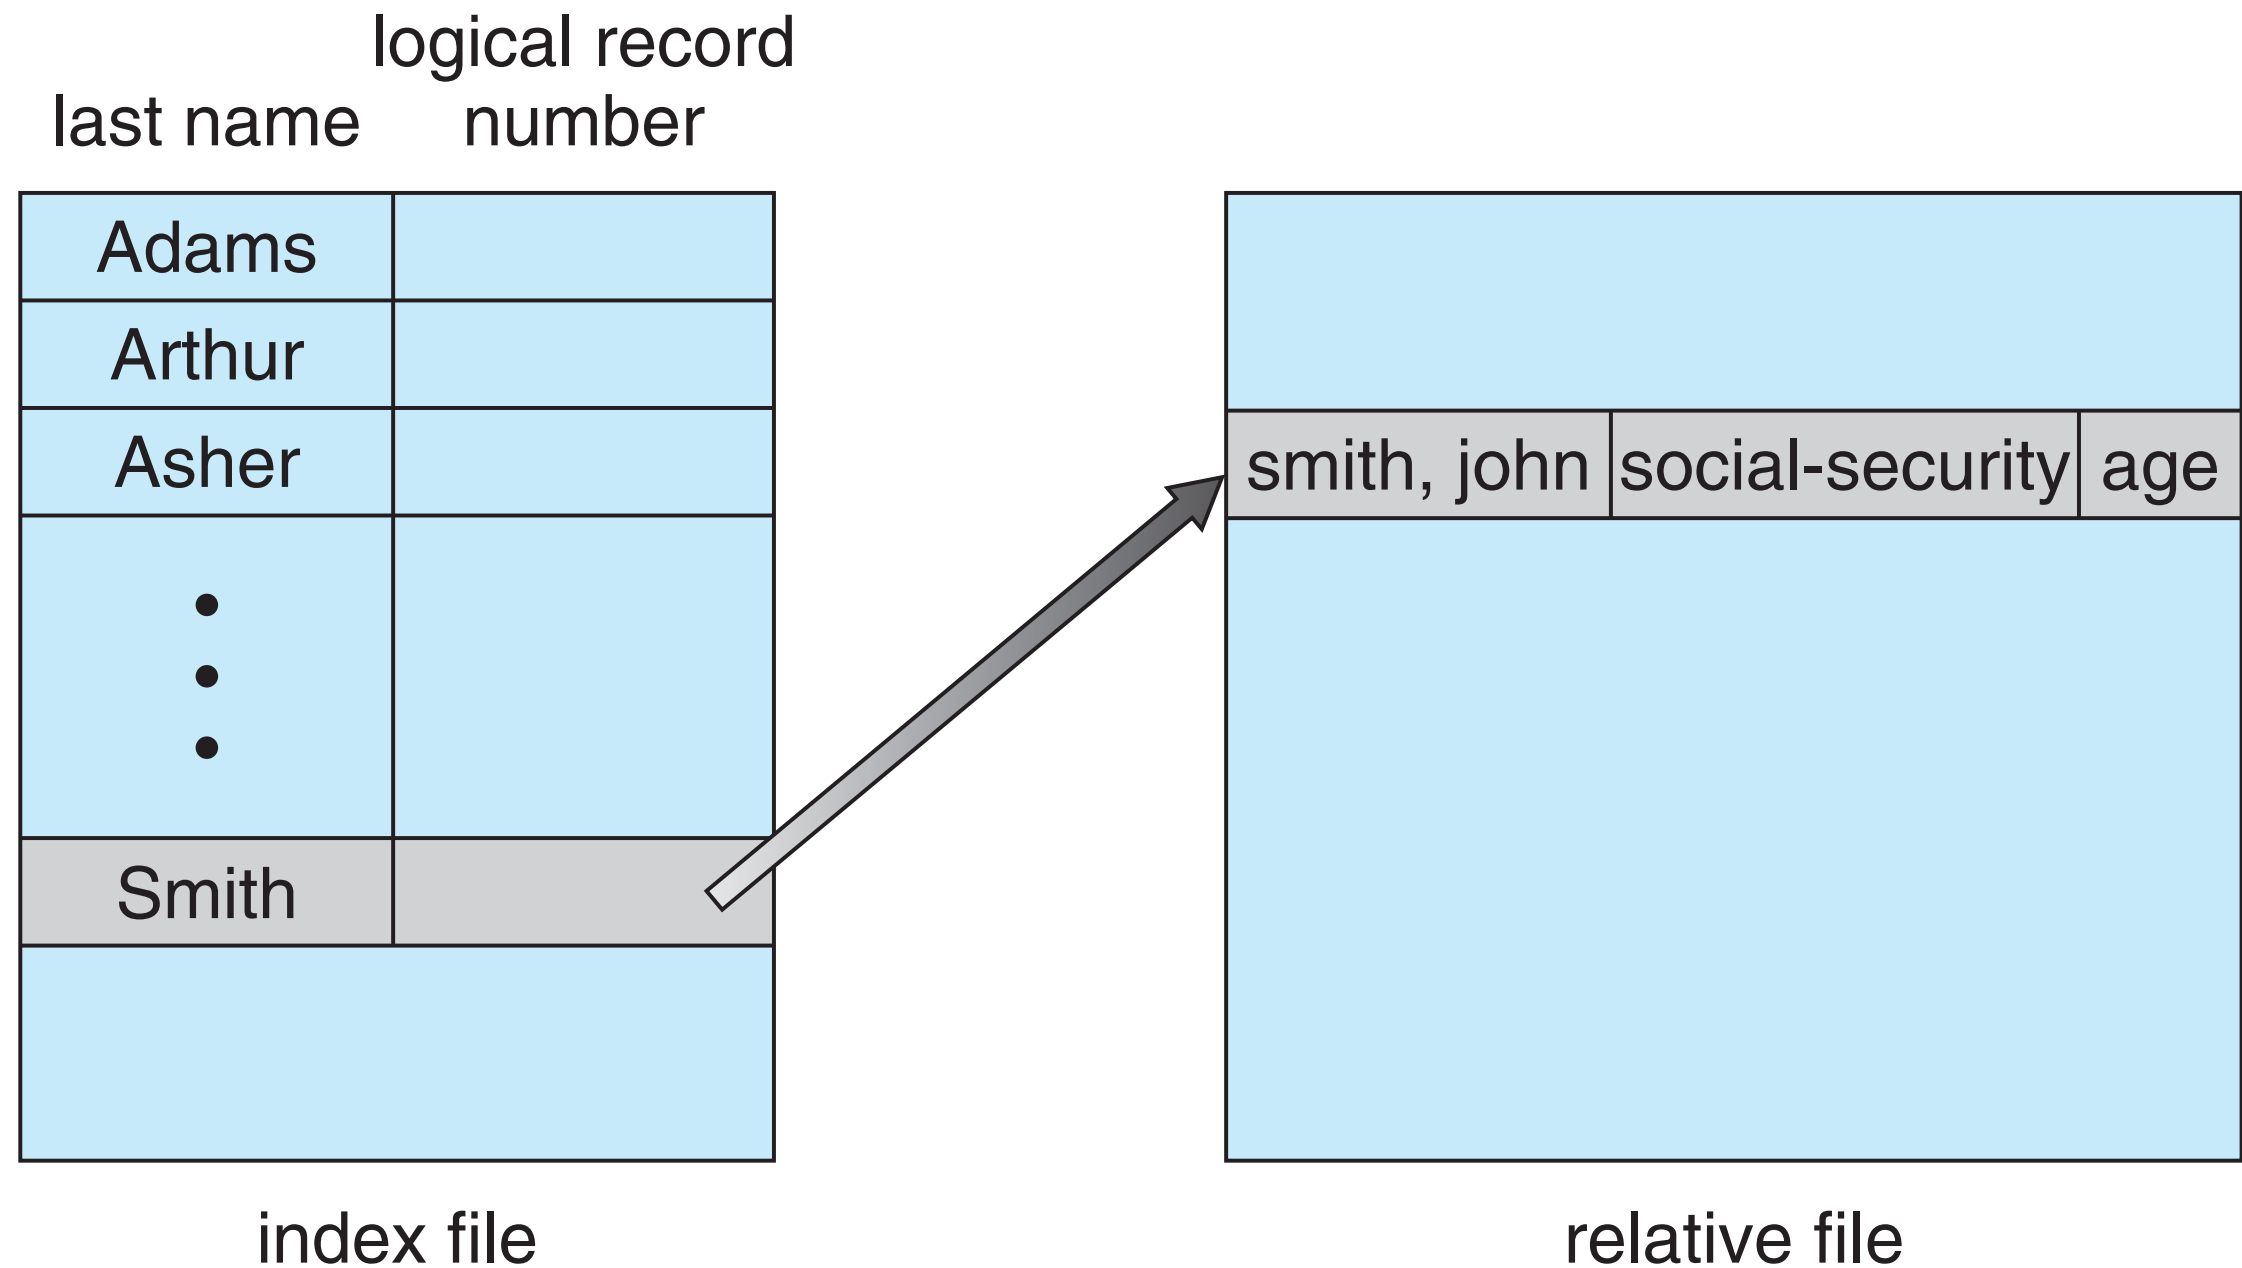 logical record
last name number
Adams
Arthur
Asher
Smith
smith, john social-security age
index file
relative file